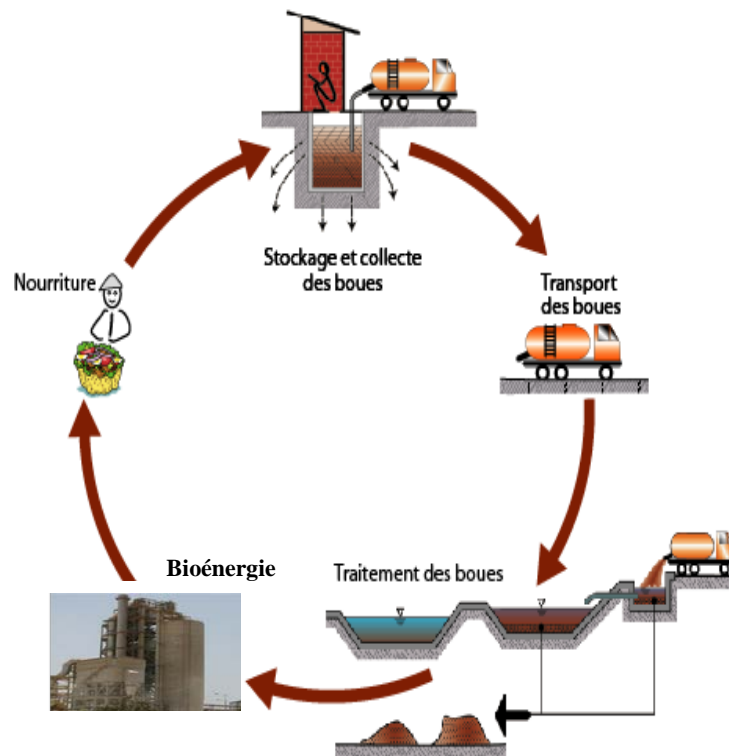 Stockage et collecte
des boues
Nourriture
Transport
des boues
Bioénergie
Traitement des boues